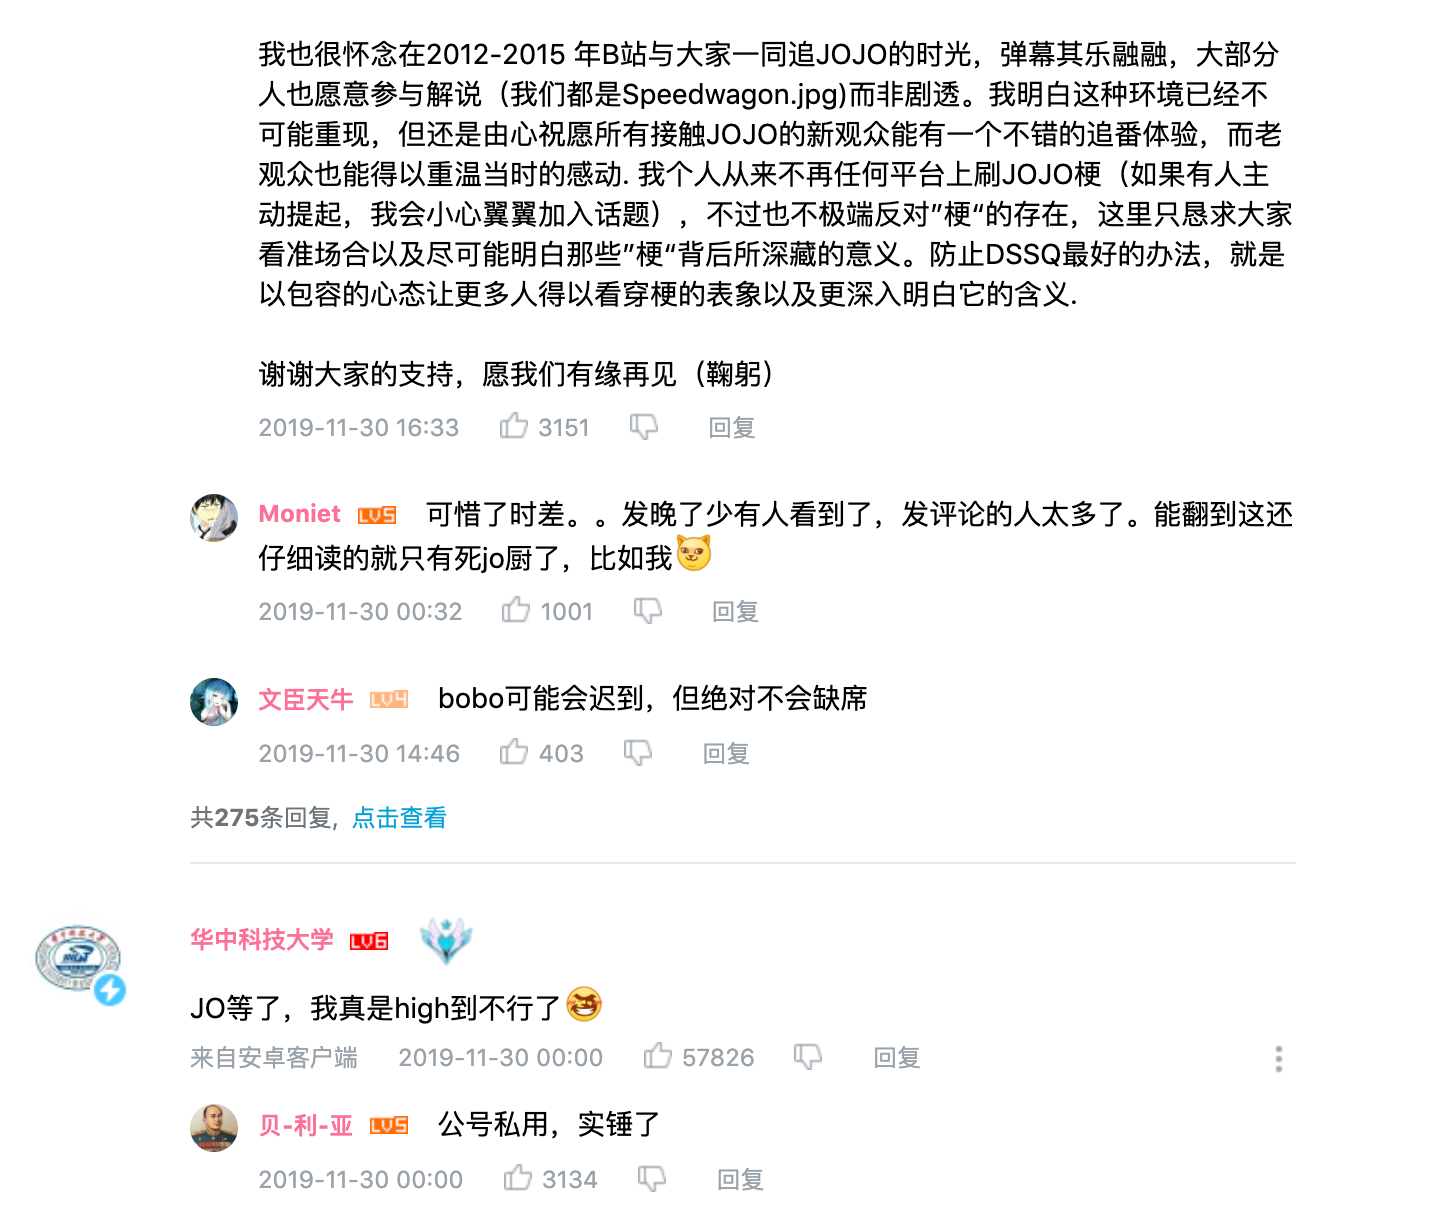 我也很怀念在2012-2015 年B站与大家一同追JOJO的时光，弹幕其乐融融，大部分
人也愿意参与解说（我们都是Speedwagon.jpg)而非剧透。我明白这种环境已经不
可能重现，但还是由心祝愿所有接触JOJO的新观众能有一个不错的追番体验，而老
观众也能得以重温当时的感动. 我个人从来不再任何平台上刷JOJO梗（如果有人主
动提起，我会小心翼翼加入话题），不过也不极端反对”梗“的存在，这里只恳求大家
看准场合以及尽可能明白那些”梗“背后所深藏的意义。防止DSSQ最好的办法，就是
以包容的心态让更多人得以看穿梗的表象以及更深入明白它的含义.
谢谢大家的支持，愿我们有缘再见（鞠躬）
2019-11-30 16:33 3151 回复
Moniet LV5 可惜了时差。。发晚了少有人看到了，发评论的人太多了。能翻到这还
仔细读的就只有死jo厨了，比如我
2019-11-30 00:32 1001 回复
文臣天牛 LV4 bobo可能会迟到，但绝对不会缺席
2019-11-30 14:46 403 回复
共275条回复, 点击查看
华中科技大学 LV6
JO等了，我真是high到不行了
来自安卓客户端 2019-11-30 00:00 57826 回复
贝-利-亚 LV5 公号私用，实锤了
2019-11-30 00:00 3134 回复